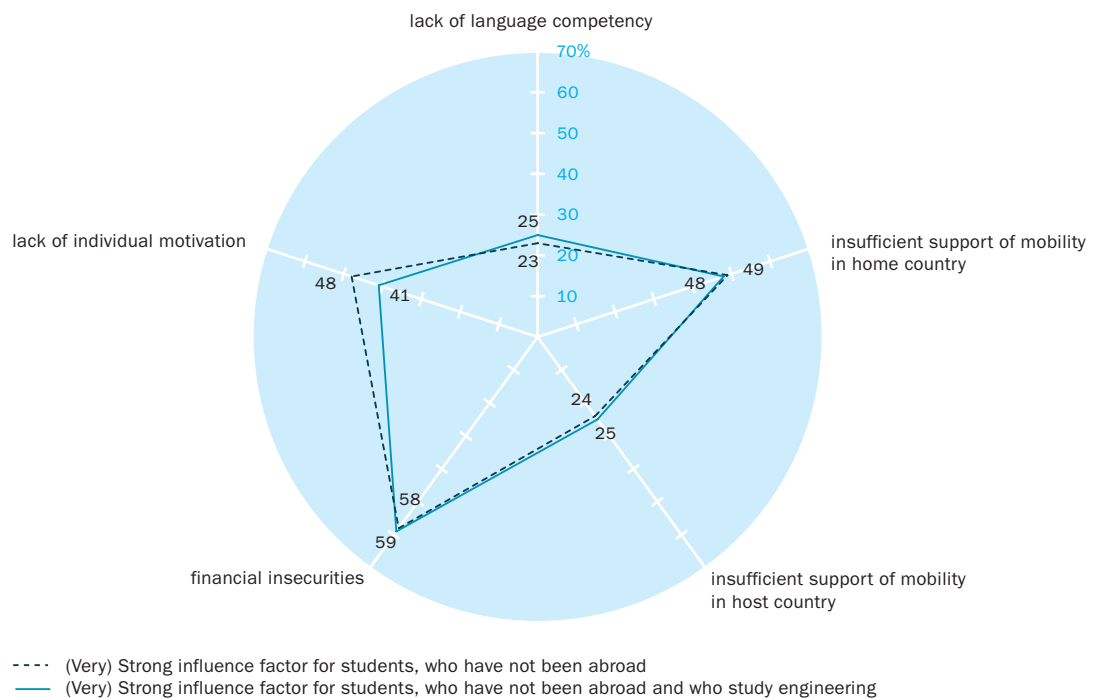 lack of language competency
70%
60
50
40
30
20
10
25
23
lack of individual motivation
48
41
insufficient support of mobility
in home country
49
48
24
25
58
59
financial insecurities
insufficient support of mobility
in host country
(Very) Strong influence factor for students, who have not been abroad
(Very) Strong influence factor for students, who have not been abroad and who study engineering